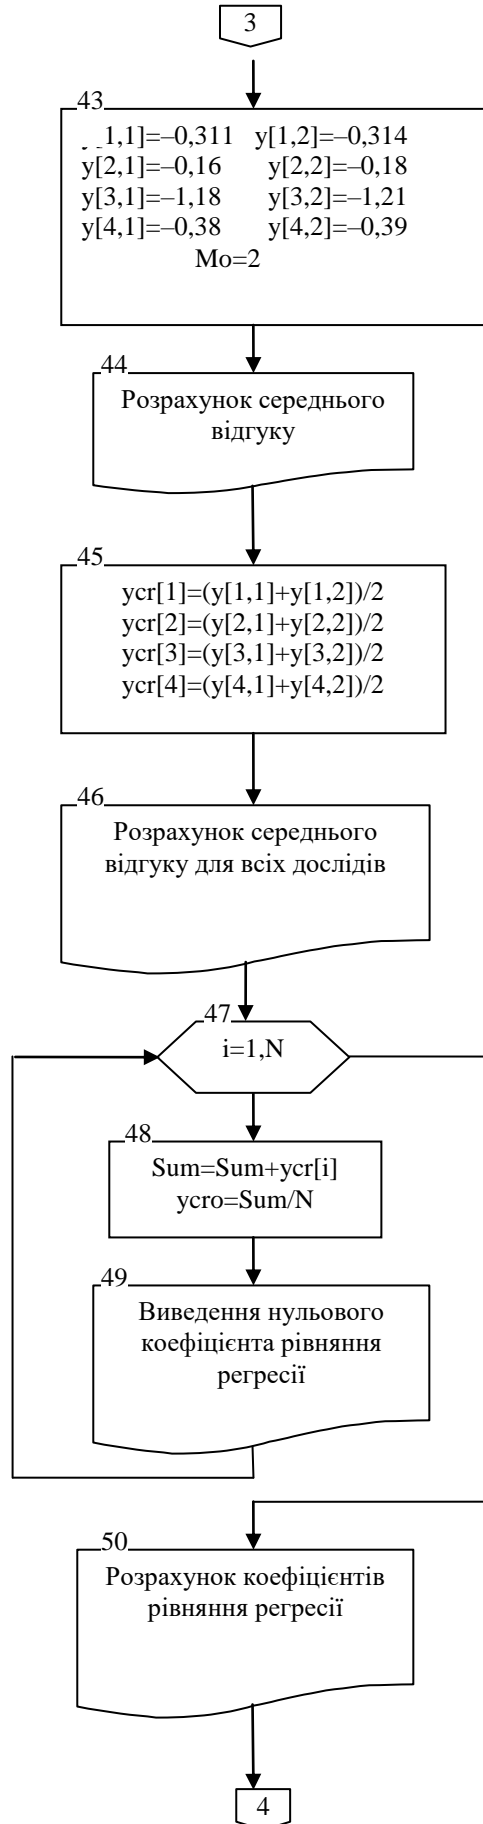 3
43
1,1]=–0,311 y[1,2]=–0,314
y[2,1]=–0,16 y[2,2]=–0,18
y[3,1]=–1,18 y[3,2]=–1,21
y[4,1]=–0,38 y[4,2]=–0,39
Mo=2
44
Розрахунок середнього
відгуку
45
ycr[1]=(y[1,1]+y[1,2])/2
ycr[2]=(y[2,1]+y[2,2])/2
ycr[3]=(y[3,1]+y[3,2])/2
ycr[4]=(y[4,1]+y[4,2])/2
46
Розрахунок середнього
відгуку для всіх дослідів
47
i=1,N
48
Sum=Sum+ycr[i]
ycro=Sum/N
49
Виведення нульового
коефіцієнта рівняння
регресії
50
Розрахунок коефіцієнтів
рівняння регресії
4